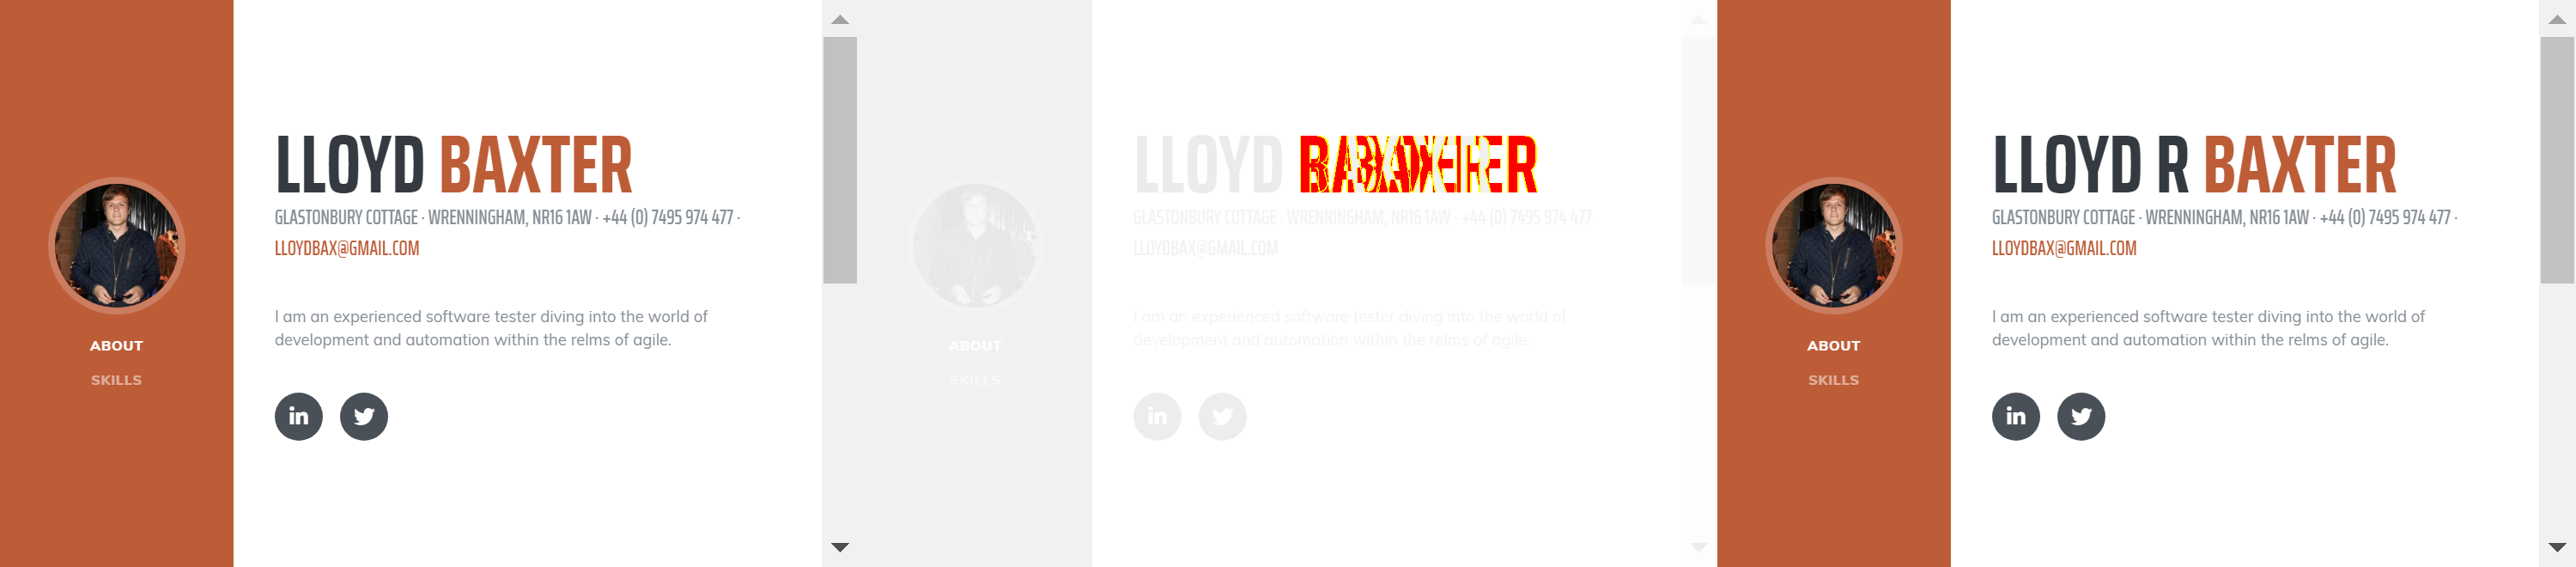 LLOYD BAXTER
GLASTONBURY COTTAGE · WRENNINGHAM, NR16 1AW · +44 (0) 7495 974 477 ·
LLOYDBAX@GMAIL.COM
I am an experienced software tester diving into the world of
development and automation within the relms of agile.
ABOUT
SKILLS
in
LLOYD
GLASTONBURY COTTAGE · WRENNINGHAM, NR16 1AW · +44 (0) 7495 974 477 ·
LLOYDBAX@GMAIL.COM
I am an experienced software tester diving into the world of
development and automation within the relms of agile.
ABOUT
SKILLS
in
LLOYD R BAXTER
GLASTONBURY COTTAGE · WRENNINGHAM, NR16 1AW · +44 (0) 7495 974 477 ·
LLOYDBAX@GMAIL.COM
I am an experienced software tester diving into the world of
development and automation within the relms of agile.
ABOUT
SKILLS
in